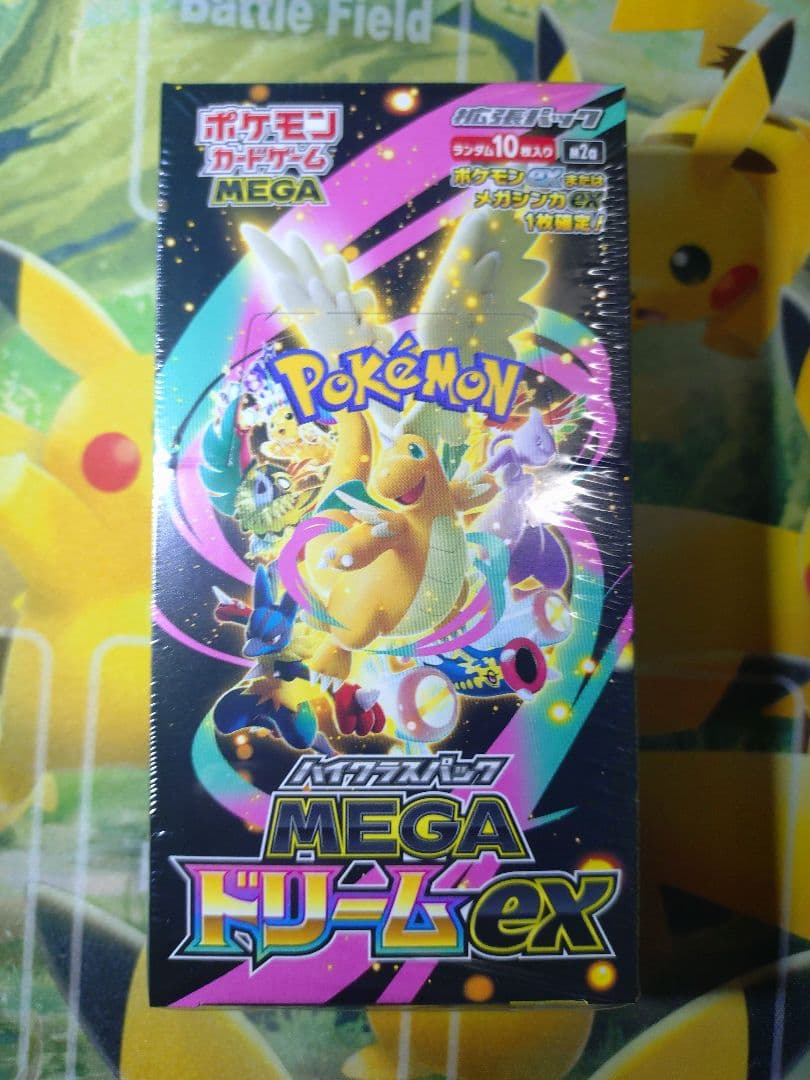 Battle Field
ポケモン
カードゲーム
MEGA
拡張パック
ランダム10枚入り M2a
ポケモンexまたは
メガシンカex
1枚確定!
POKÉMON
ハイクラスパック
MEGA
ドリームex